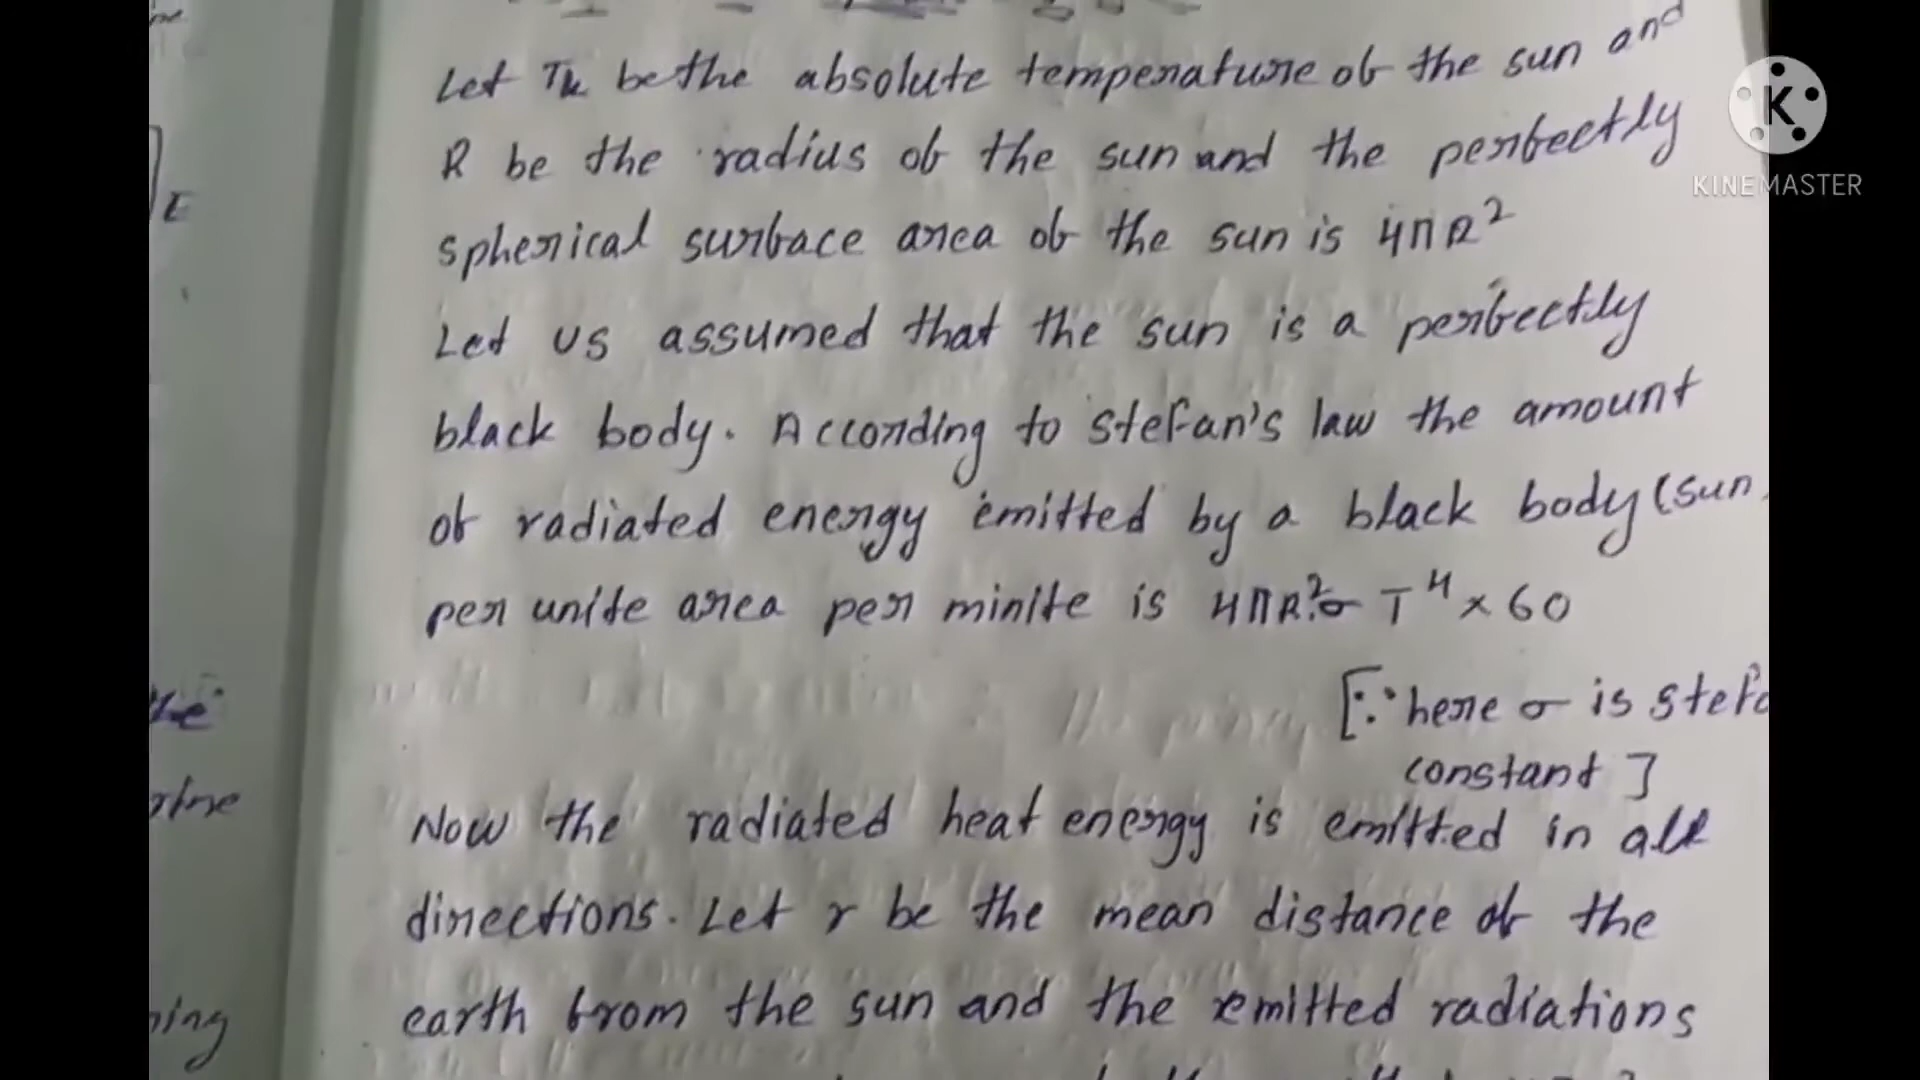 Let Tk be the absolute temperature of the sun and
R be the radius of the sun and the perfectly
spherical surface area of the sun is 4πR²
Let us assumed that the sun is a perfectly
black body. According to stefan's law the amount
of radiated energy emitted by a black body (sun
per unite area per minite is 4πR²σT⁴×60
[∵ here σ is stefa
constant]
Now the radiated heat energy is emitted in all
directions. Let r be the mean distance of the
earth from the sun and the emitted radiations
E
ning
KINEMASTER